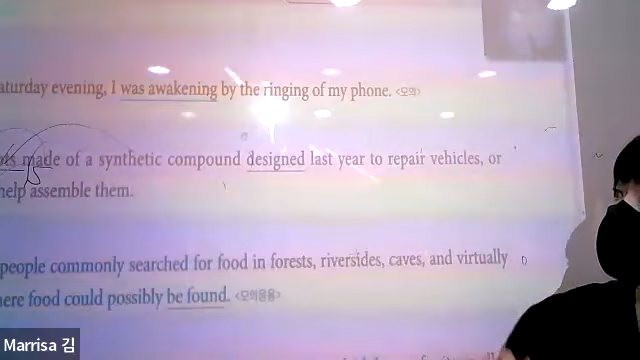 aturday evening, I was awakening by the ringing of my phone. <모의>
made of a synthetic compound designed last year to repair vehicles, or
help assemble them.
people commonly searched for food in forests, riversides, caves, and virtually
ere food could possibly be found. <모의응용>
Marrisa 김